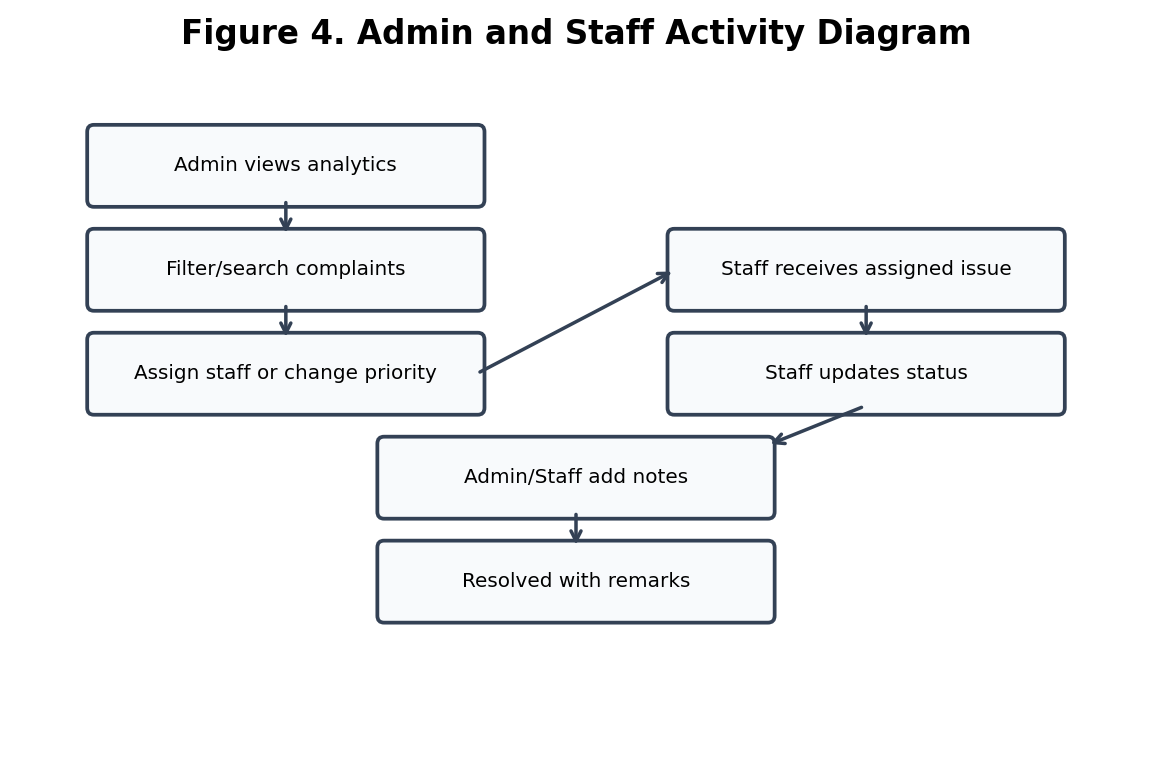 Figure 4. Admin and Staff Activity Diagram
Admin views analytics
Filter/search complaints
Assign staff or change priority
Staff receives assigned issue
Staff updates status
Admin/Staff add notes
Resolved with remarks